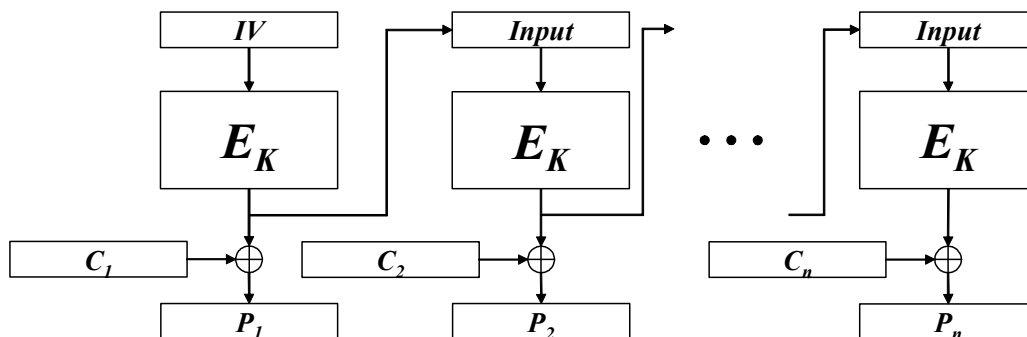 IV Input Input
E_K E_K • • • E_K
C_1 C_2 C_n
P_1 P_2 P_n